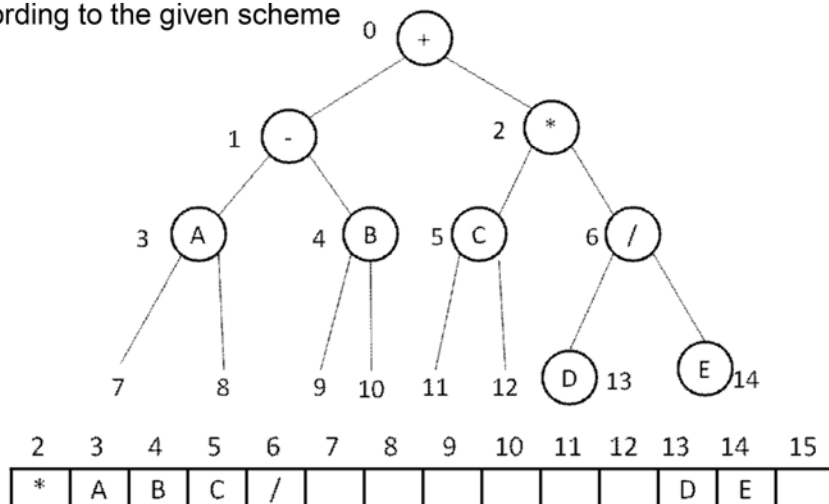 ording to the given scheme
0 +
1 - 2 *
3 A 4 B 5 C 6 /
7 8 9 10 11 12 D 13 E 14
2 3 4 5 6 7 8 9 10 11 12 13 14 15
* A B C / D E